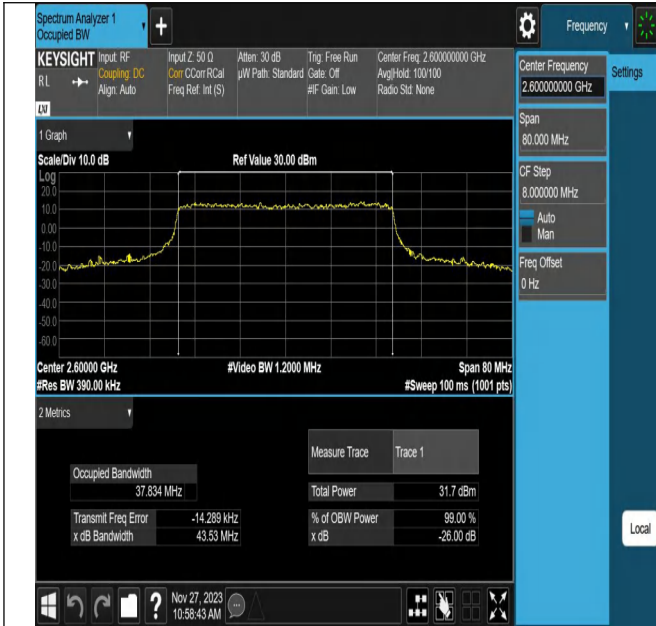 Spectrum Analyzer 1
Occupied BW
+
Frequency
KEYSIGHT Input: RF Input Z: 50 Ω Atten: 30 dB Trig: Free Run Center Freq: 2.600000000 GHz
RL Coupling: DC Corr CCorr RCal µW Path: Standard Gate: Off Avg|Hold: 100/100
Align: Auto Freq Ref: Int (S) #IF Gain: Low Radio Std: None
LXI
Center Frequency
2.600000000 GHz
Settings
Span
80.000 MHz
CF Step
8.000000 MHz
Auto
Man
Freq Offset
0 Hz
1 Graph
Scale/Div 10.0 dB Ref Value 30.00 dBm
Log
20.0
10.0
0.00
-10.0
-20.0
-30.0
-40.0
-50.0
-60.0
Center 2.60000 GHz #Video BW 1.2000 MHz Span 80 MHz
#Res BW 390.00 kHz #Sweep 100 ms (1001 pts)
2 Metrics
Measure Trace Trace 1
Occupied Bandwidth
37.834 MHz
Total Power 31.7 dBm
Transmit Freq Error -14.289 kHz % of OBW Power 99.00 %
x dB Bandwidth 43.53 MHz x dB -26.00 dB
Local
? Nov 27, 2023
10:58:43 AM